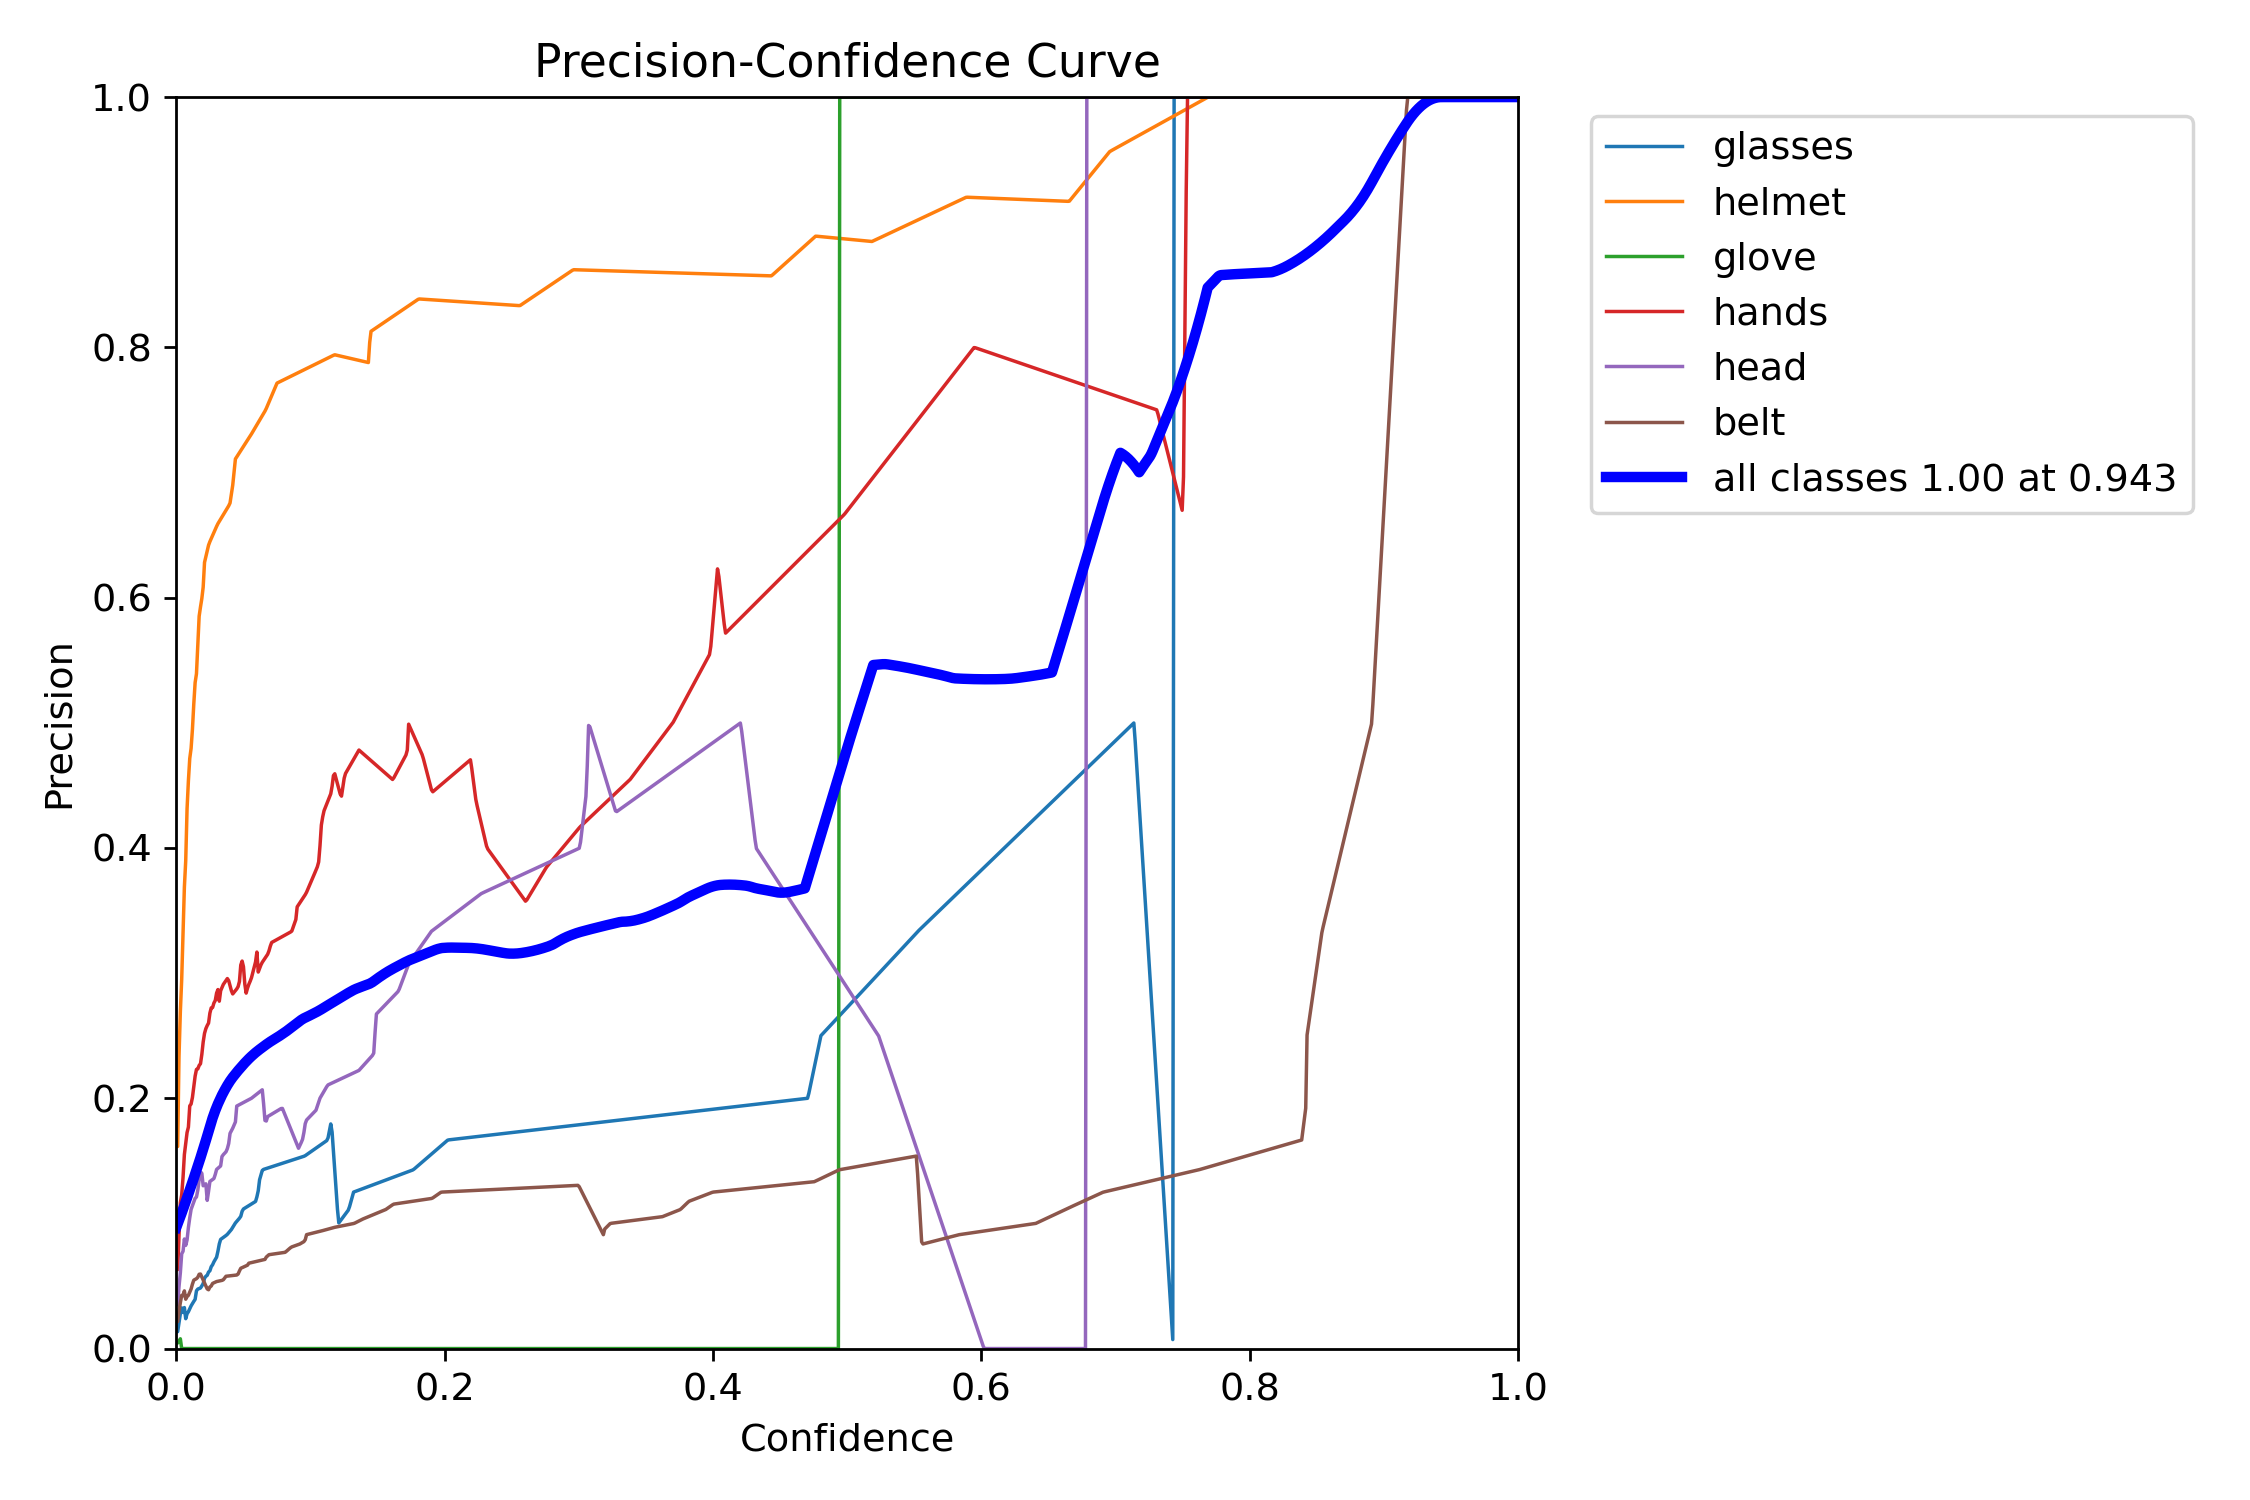 Precision-Confidence Curve
1.0
0.8
0.6
0.4
0.2
0.0
Precision
0.0 0.2 0.4 0.6 0.8 1.0
Confidence
glasses
helmet
glove
hands
head
belt
all classes 1.00 at 0.943